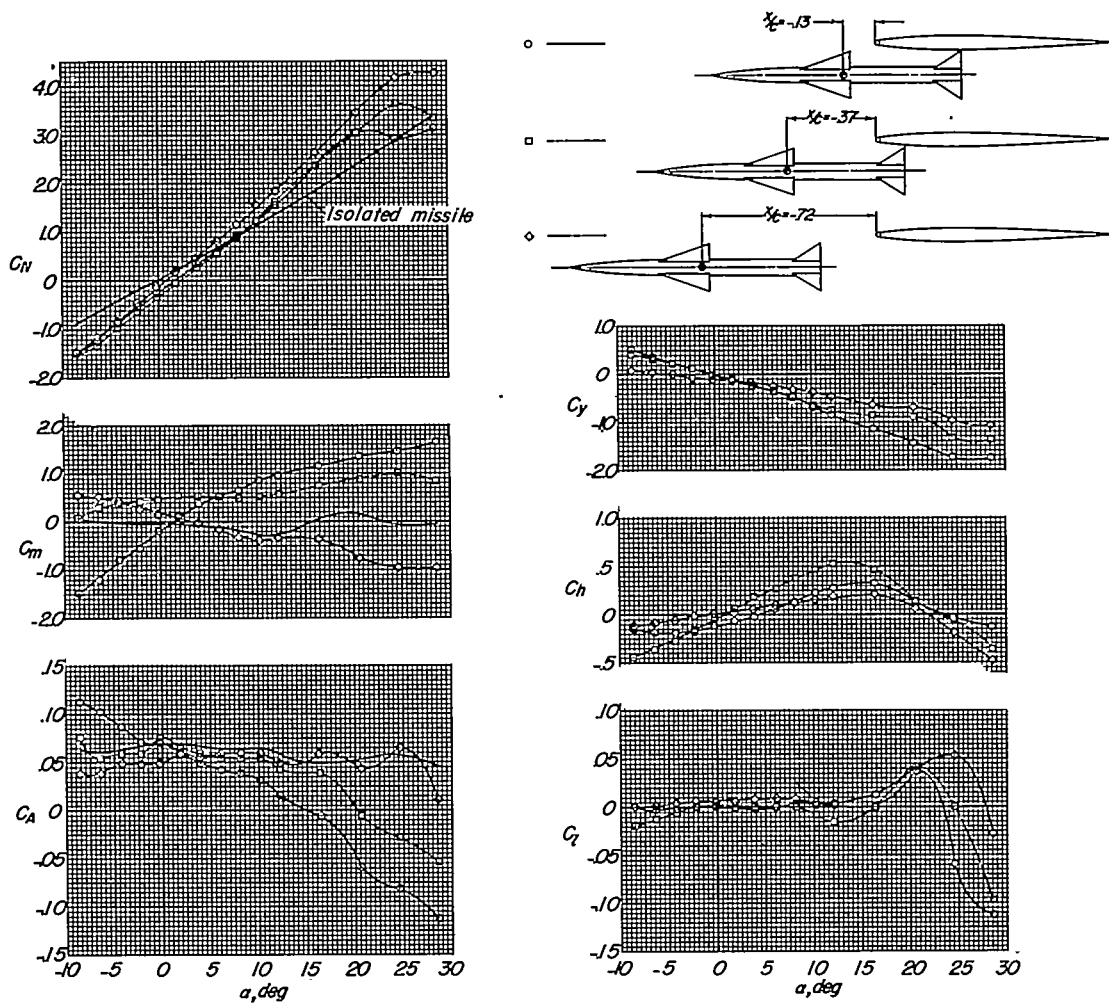 x/c=-.13
x/c=-.37
x/c=-.72
4.0
3.0
2.0
1.0
0
-1.0
-2.0
C_N
Isolated missile
2.0
1.0
0
-1.0
-2.0
C_m
.15
.10
.05
0
-.05
-.10
-.15
C_A
-10 -5 0 5 10 15 20 25 30
α, deg
1.0
0
-1.0
-2.0
C_y
1.0
.5
0
-.5
C_h
.10
.05
0
-.05
-.10
-.15
C_l
-10 -5 0 5 10 15 20 25 30
α, deg